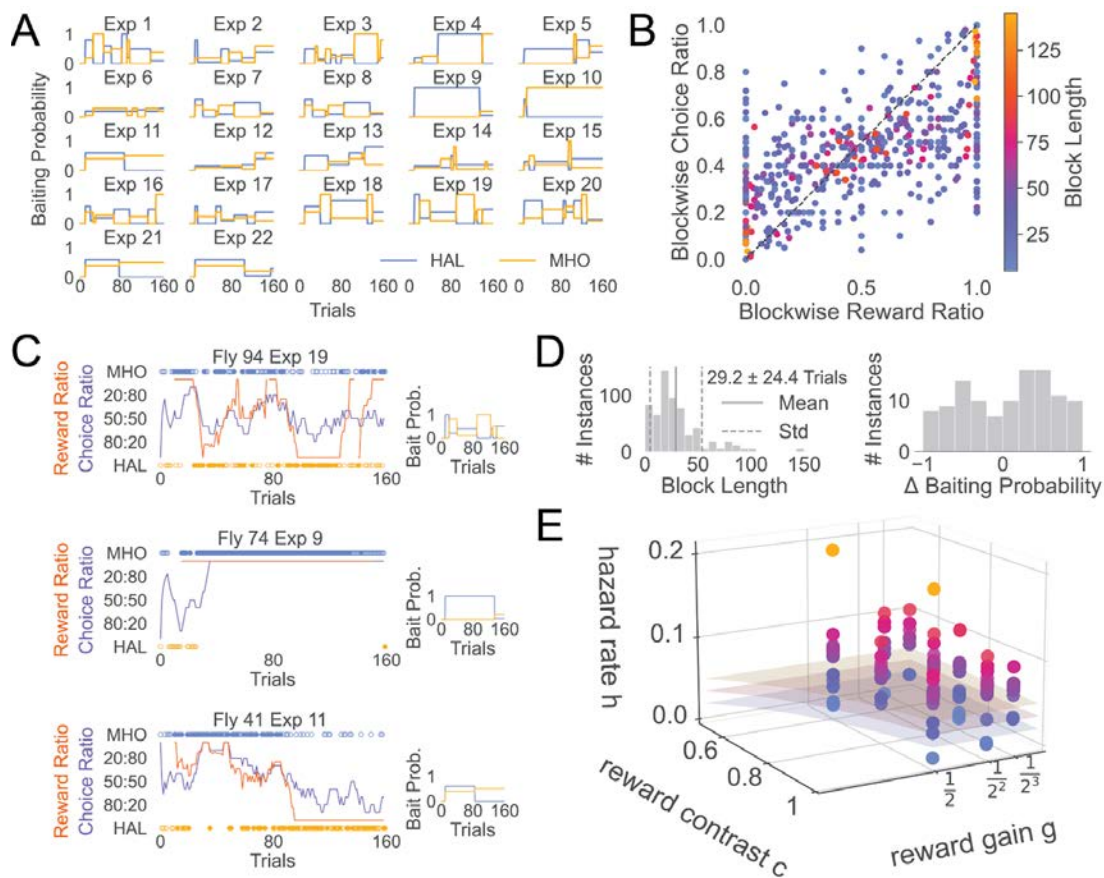 A
Exp 1 Exp 2 Exp 3 Exp 4 Exp 5
1
0
Exp 6 Exp 7 Exp 8 Exp 9 Exp 10
1
0
Exp 11 Exp 12 Exp 13 Exp 14 Exp 15
1
0
Exp 16 Exp 17 Exp 18 Exp 19 Exp 20
1
0
Exp 21 Exp 22
1
0
HAL MHO
0 80 160 0 80 160 0 80 160 0 80 160 0 80 160
Trials
Baiting Probability
B
Blockwise Choice Ratio
1.0
0.8
0.6
0.4
0.2
0.0
0.0 0.5 1.0
Blockwise Reward Ratio
125
100
75
50
25
Block Length
C
Reward Ratio
Choice Ratio
Fly 94 Exp 19
MHO
20:80
50:50
80:20
HAL
0 80 160
Trials
Bait Prob.
1
0
0 80 160
Trials
Reward Ratio
Choice Ratio
Fly 74 Exp 9
MHO
20:80
50:50
80:20
HAL
0 80 160
Trials
Bait Prob.
1
0
0 80 160
Trials
Reward Ratio
Choice Ratio
Fly 41 Exp 11
MHO
20:80
50:50
80:20
HAL
0 80 160
Trials
Bait Prob.
1
0
0 80 160
Trials
D
# Instances
100
0
29.2 ± 24.4 Trials
Mean
Std
0 50 100 150
Block Length
# Instances
10
0
−1 0 1
Δ Baiting Probability
E
hazard rate h
0.2
0.1
0.0
0.6
0.8
1
reward contrast c
1/2 1/2² 1/2³
reward gain g